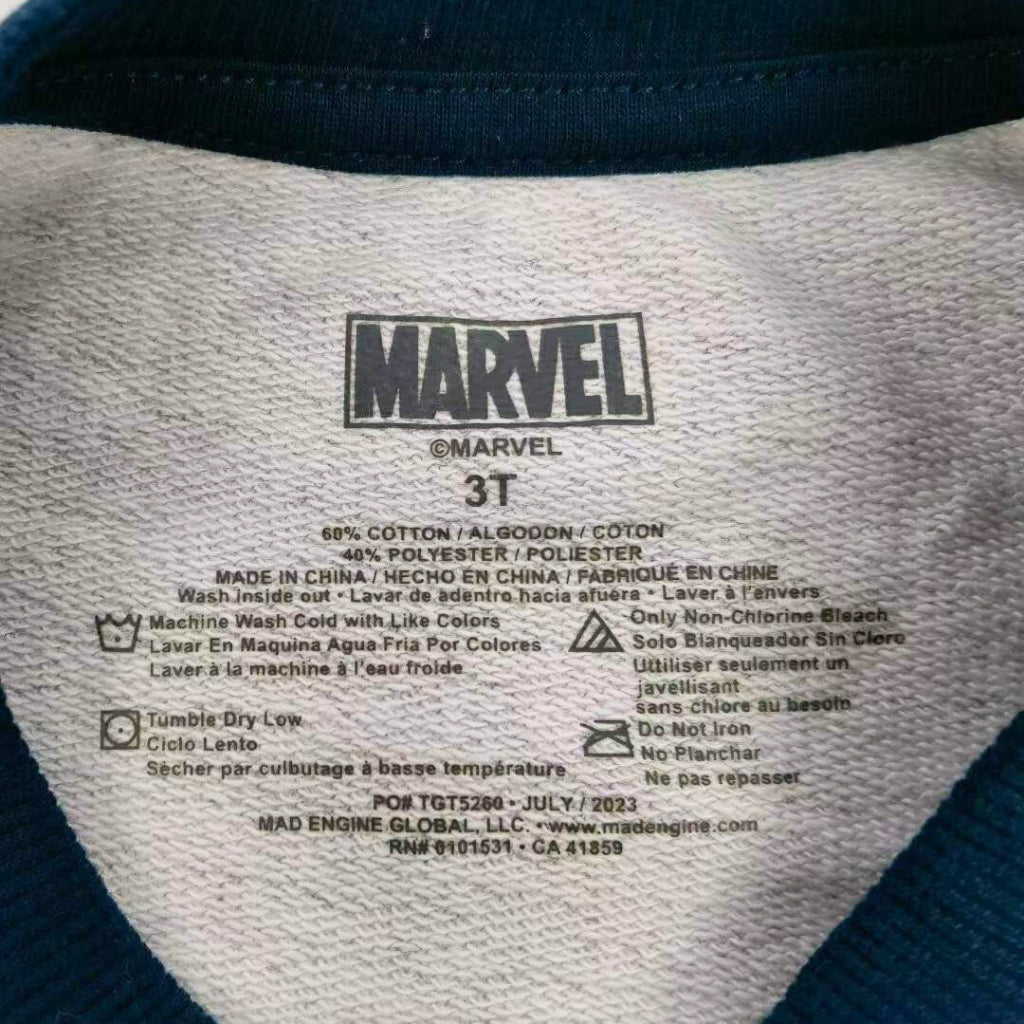 MARVEL
©MARVEL
3T
60% COTTON / ALGODON / COTON
40% POLYESTER / POLIESTER
MADE IN CHINA / HECHO EN CHINA / FABRIQUÉ EN CHINE
Wash inside out • Lavar de adentro hacia afuera • Laver à l'envers
Machine Wash Cold with Like Colors
Lavar En Maquina Agua Fria Por Colores
Laver à la machine à l'eau froide
Only Non-Chlorine Bleach
Solo Blanqueador Sin Cloro
Uttiliser seulement un
javellisant
sans chlore au besoin
Tumble Dry Low
Ciclo Lento
Sècher par culbutage à basse température
Do Not Iron
No Planchar
Ne pas repasser
PO# TGT5260 • JULY / 2023
MAD ENGINE GLOBAL, LLC. • www.madengine.com
RN# 0101531 • CA 41859